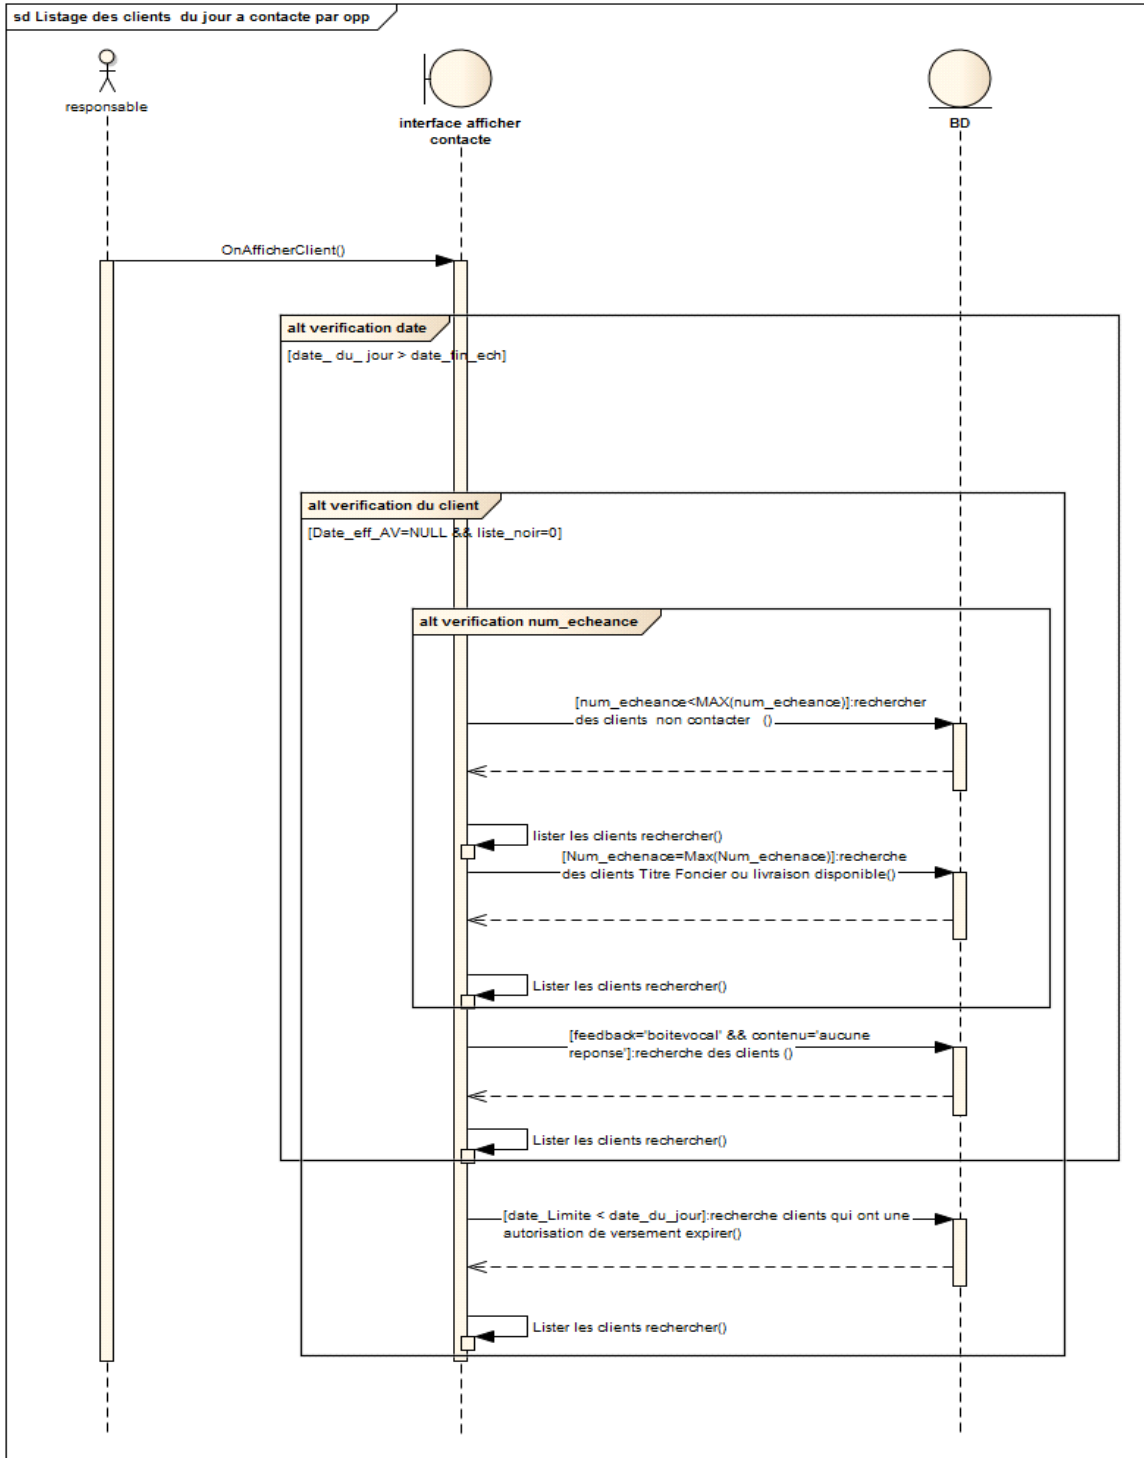 sd Listage des clients  du jour a contacte par opp
responsable
interface afficher
contacte
BD
OnAfficherClient()
alt verification date
[date_ du_ jour > date_fin_ech]
alt verification du client
[Date_eff_AV=NULL && liste_noir=0]
alt verification num_echeance
[num_echeance<MAX(num_echeance)]:rechercher
des clients  non contacter   ()
lister les clients rechercher()
[Num_echenace=Max(Num_echenace)]:recherche
des clients Titre Foncier ou livraison disponible()
Lister les clients rechercher()
[feedback='boitevocal' && contenu='aucune
reponse']:recherche des clients ()
Lister les clients rechercher()
[date_Limite < date_du_jour]:recherche clients qui ont une
autorisation de versement expirer()
Lister les clients rechercher()